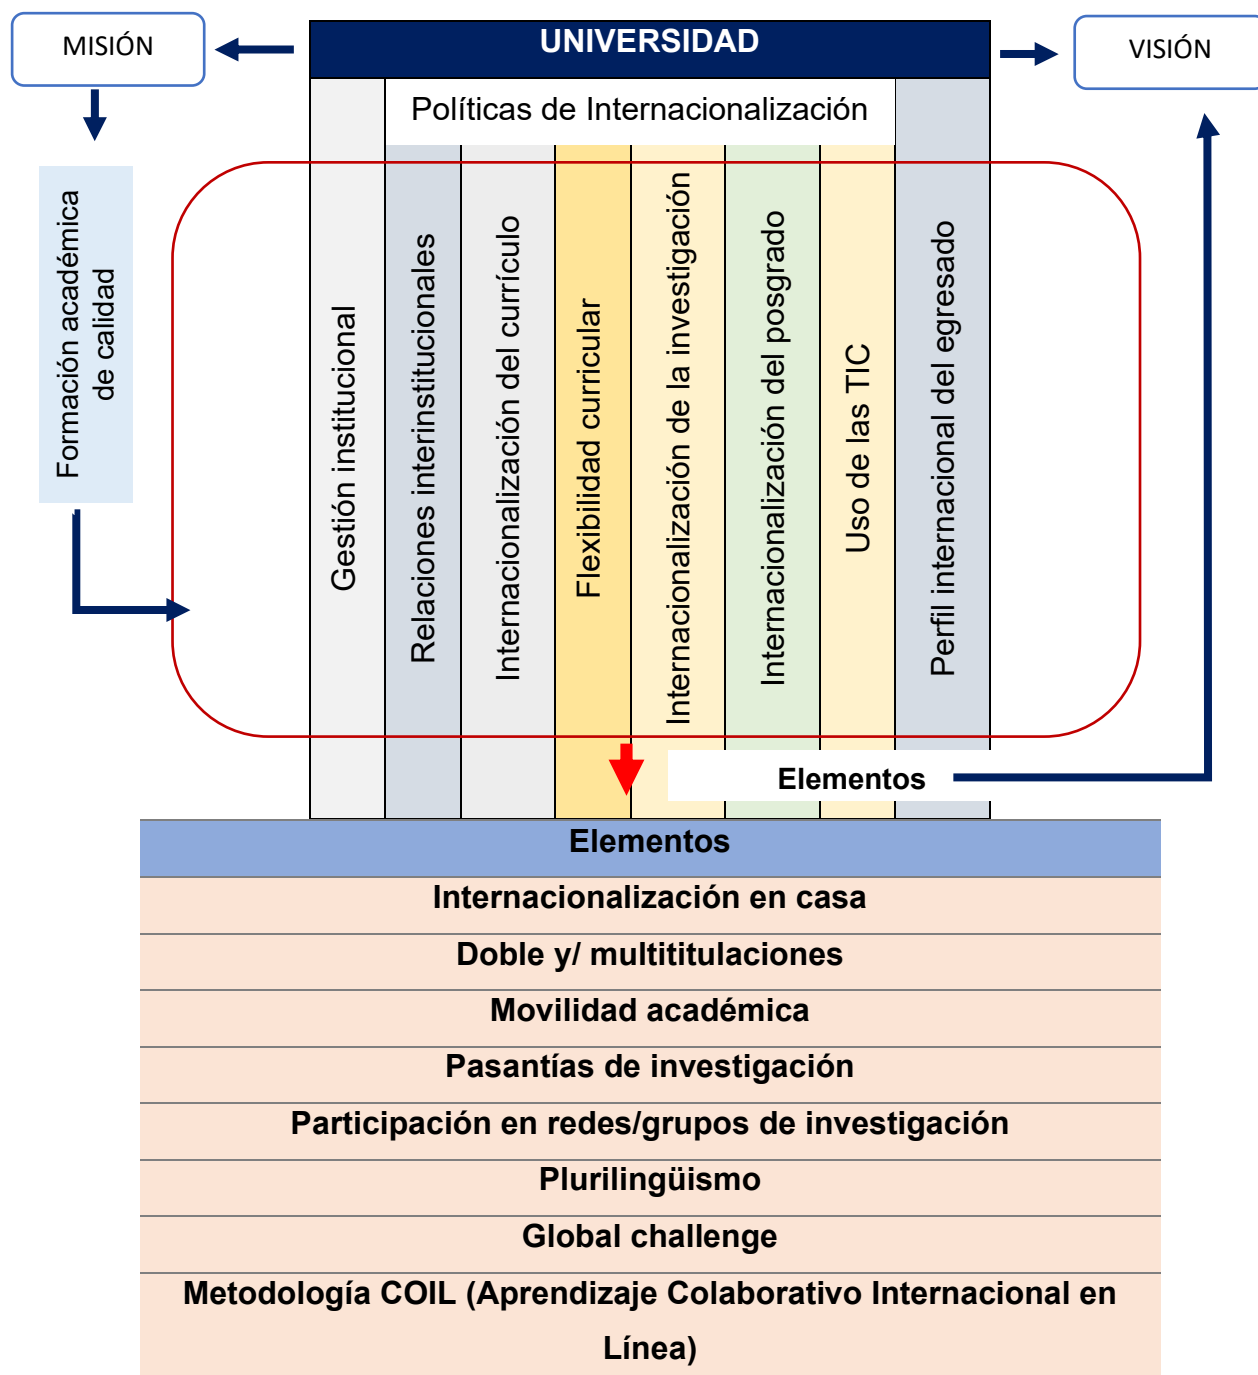 MISIÓN
UNIVERSIDAD
VISIÓN
Políticas de Internacionalización
Formación académica
de calidad
Gestión institucional
Relaciones interinstitucionales
Internacionalización del currículo
Flexibilidad curricular
Internacionalización de la investigación
Internacionalización del posgrado
Uso de las TIC
Perfil internacional del egresado
Elementos
Elementos
Internacionalización en casa
Doble y/ multititulaciones
Movilidad académica
Pasantías de investigación
Participación en redes/grupos de investigación
Plurilingüismo
Global challenge
Metodología COIL (Aprendizaje Colaborativo Internacional en
Línea)